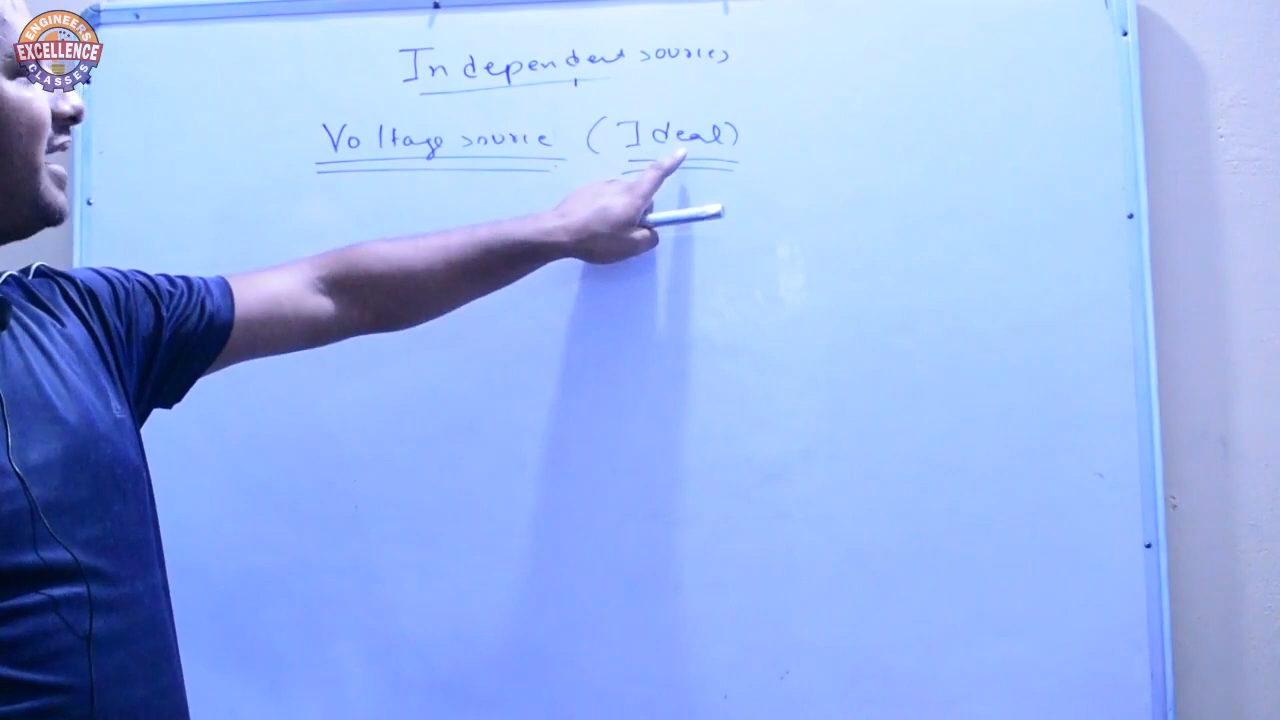 ENGINEERS
EXCELLENCE
CLASSES
Independent sources
Voltage source (Ideal)